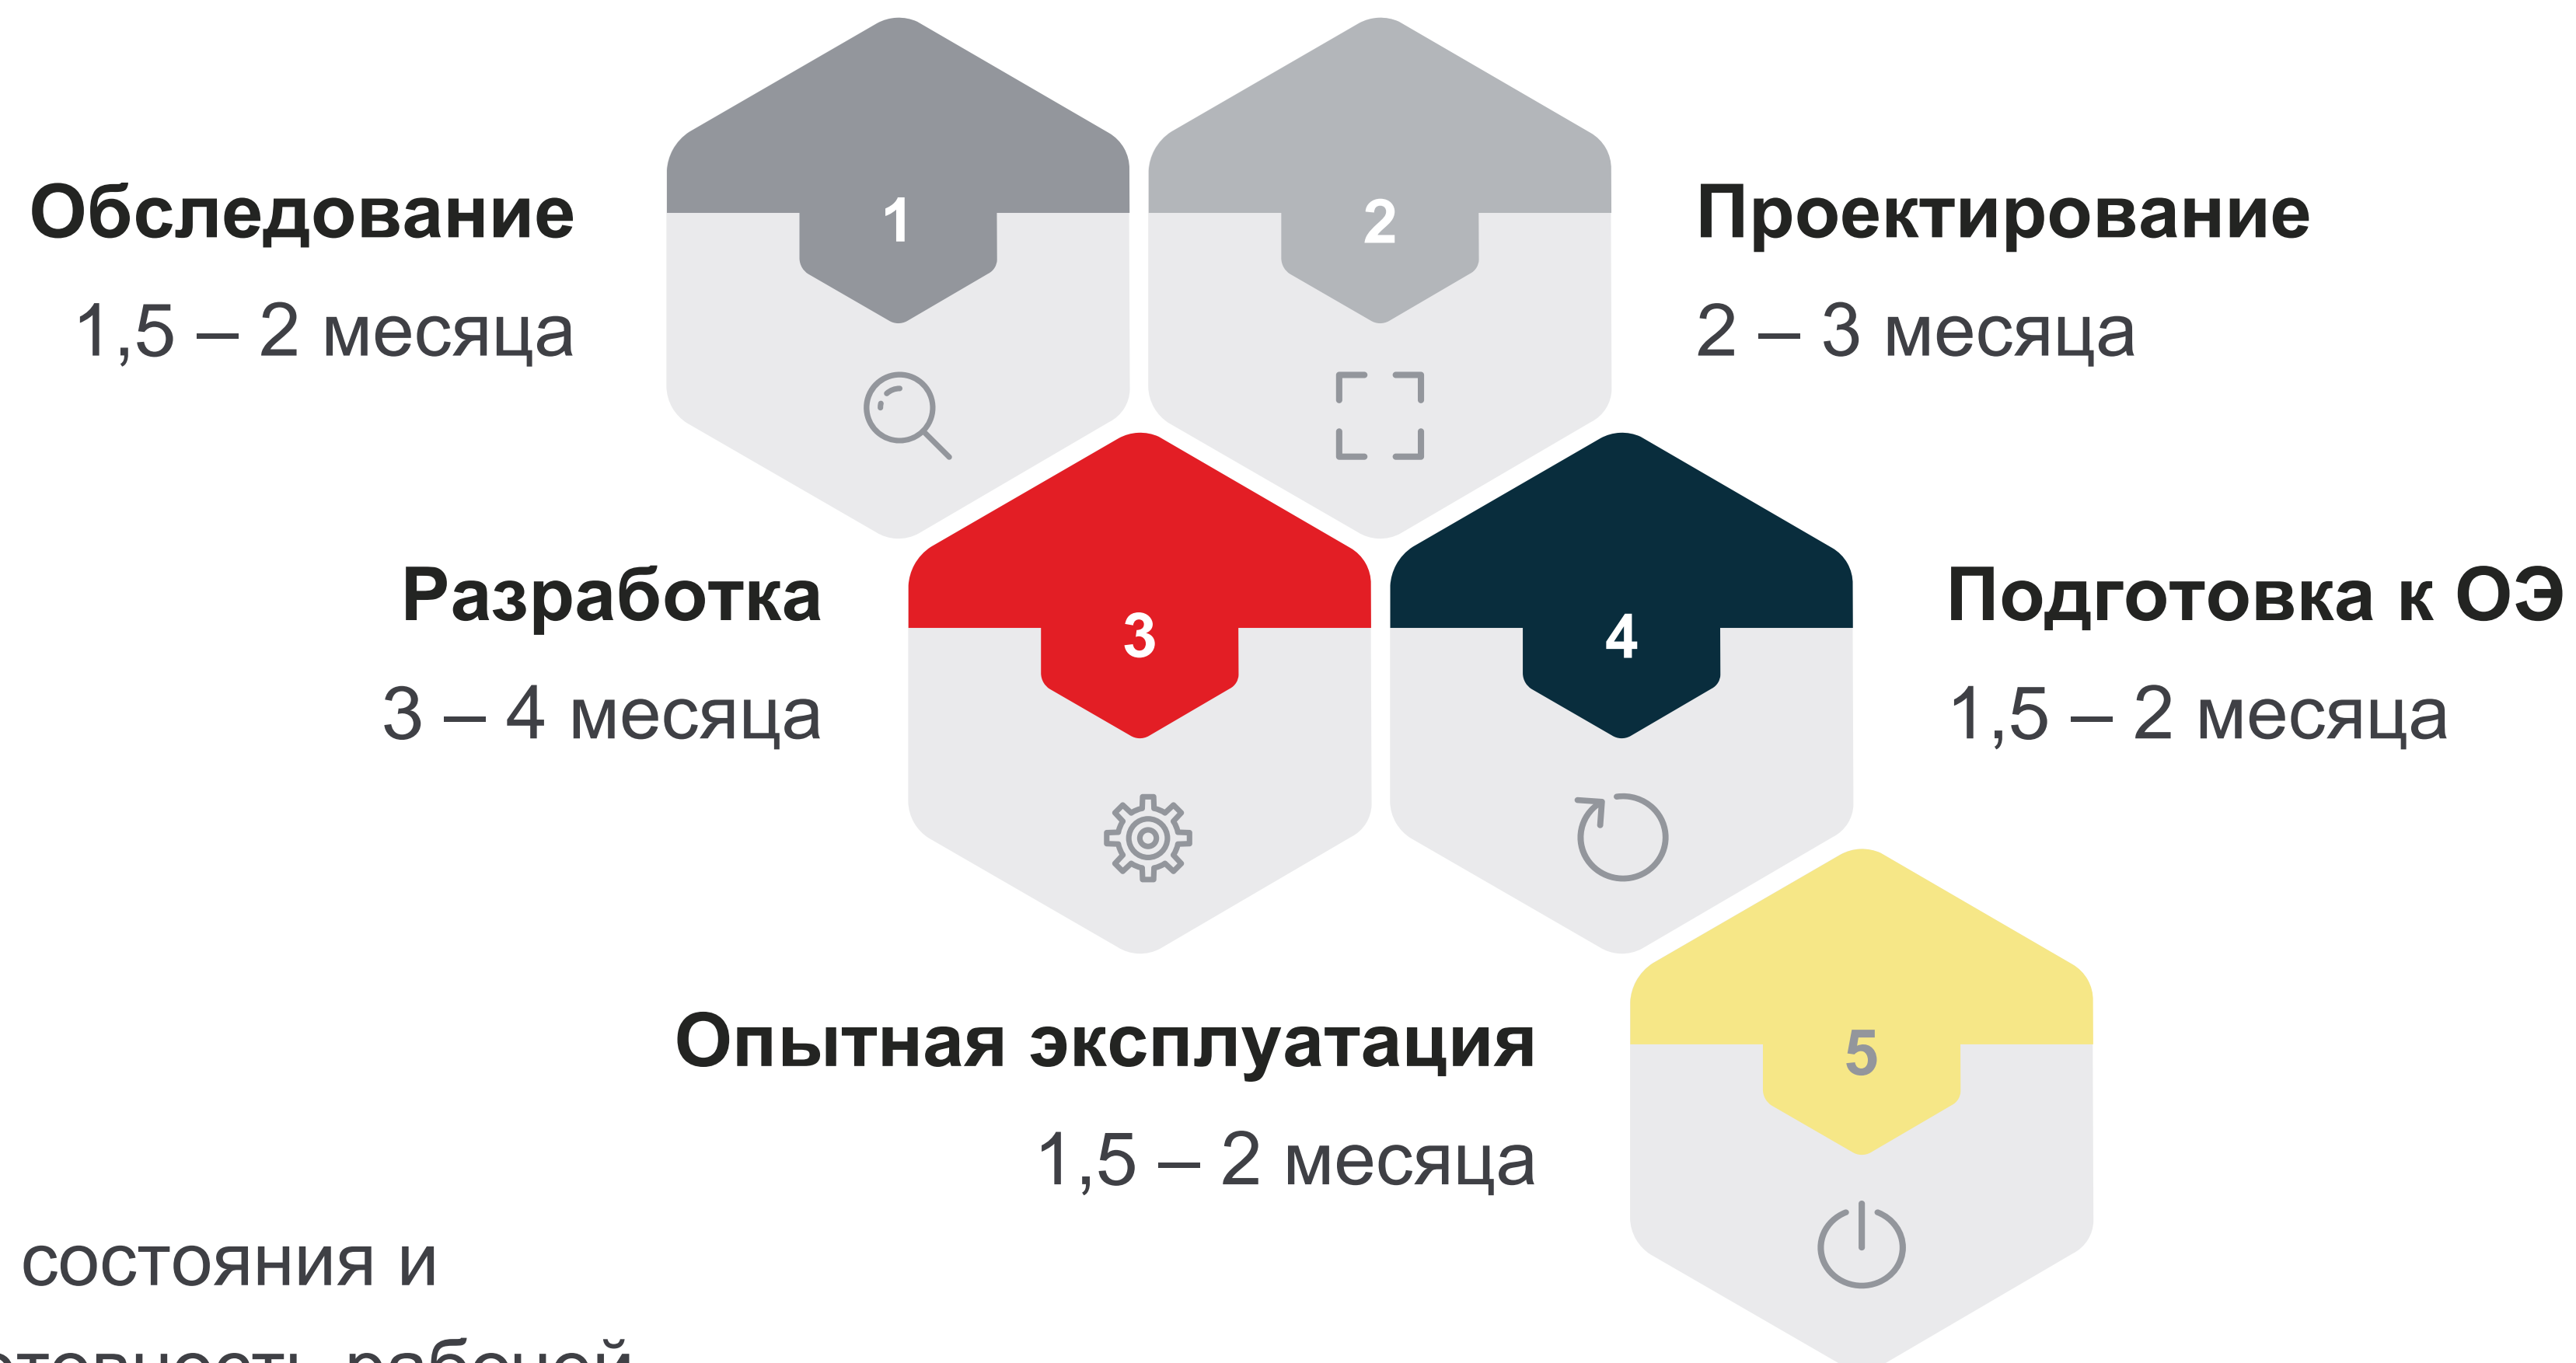 1
2
Обследование
1,5 – 2 месяца
Проектирование
2 – 3 месяца
3
4
Разработка
3 – 4 месяца
Подготовка к ОЭ
1,5 – 2 месяца
5
Опытная эксплуатация
1,5 – 2 месяца
состояния и
рабочей